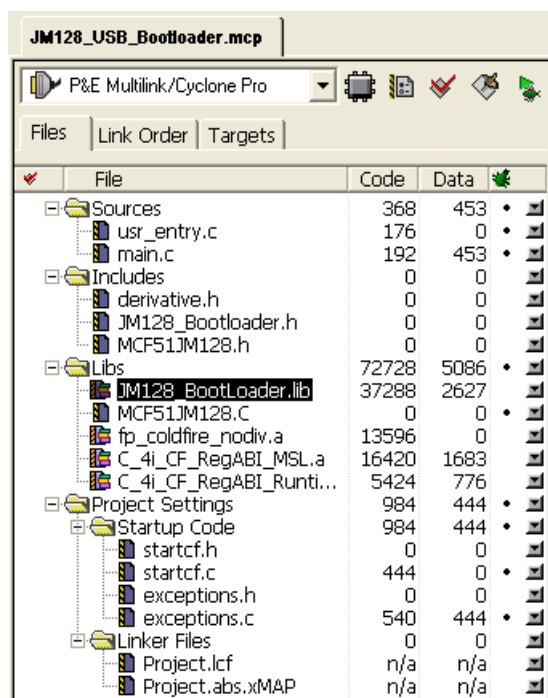 JM128_USB_Bootloader.mcp
P&E Multilink/Cyclone Pro
Files Link Order Targets
File Code Data
Sources 368 453 •
usr_entry.c 176 0 •
main.c 192 453 •
Includes 0 0
derivative.h 0 0
JM128_Bootloader.h 0 0
MCF51JM128.h 0 0
Libs 72728 5086 •
JM128_BootLoader.lib 37288 2627
MCF51JM128.C 0 0 •
fp_coldfire_nodiv.a 13596 0
C_4i_CF_RegABI_MSL.a 16420 1683
C_4i_CF_RegABI_Runti... 5424 776
Project Settings 984 444 •
Startup Code 984 444 •
startcf.h 0 0
startcf.c 444 0 •
exceptions.h 0 0
exceptions.c 540 444 •
Linker Files 0 0
Project.lcf n/a n/a
Project.abs.xMAP n/a n/a